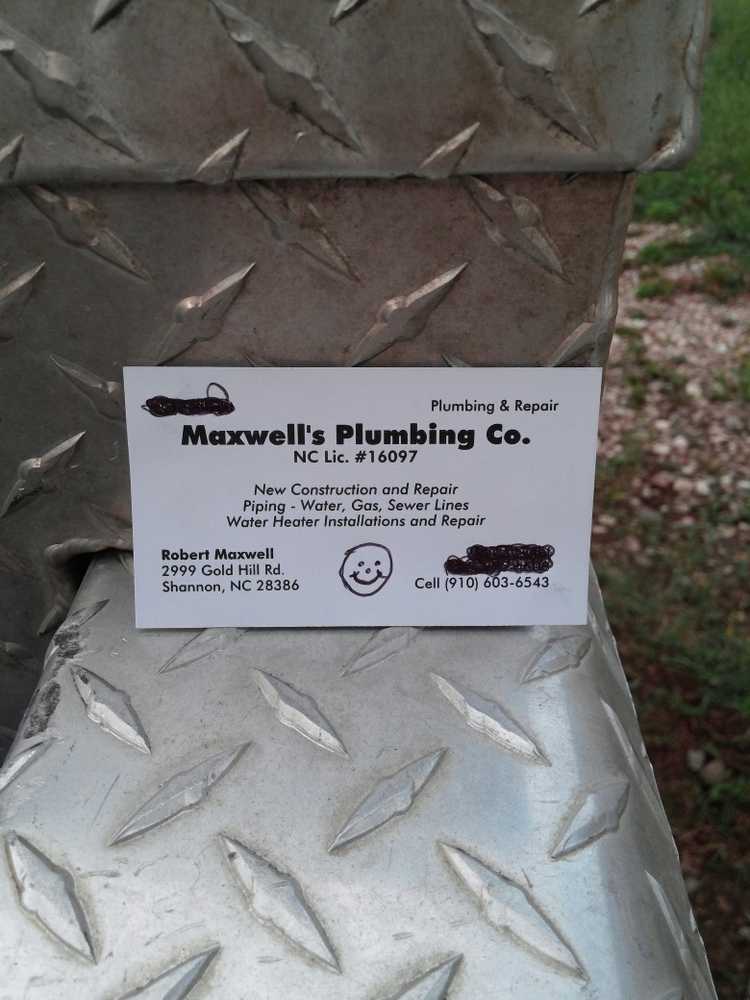 Plumbing & Repair
Maxwell's Plumbing Co.
NC Lic. #16097
New Construction and Repair
Piping - Water, Gas, Sewer Lines
Water Heater Installations and Repair
Robert Maxwell
2999 Gold Hill Rd.
Shannon, NC 28386
Cell (910) 603-6543